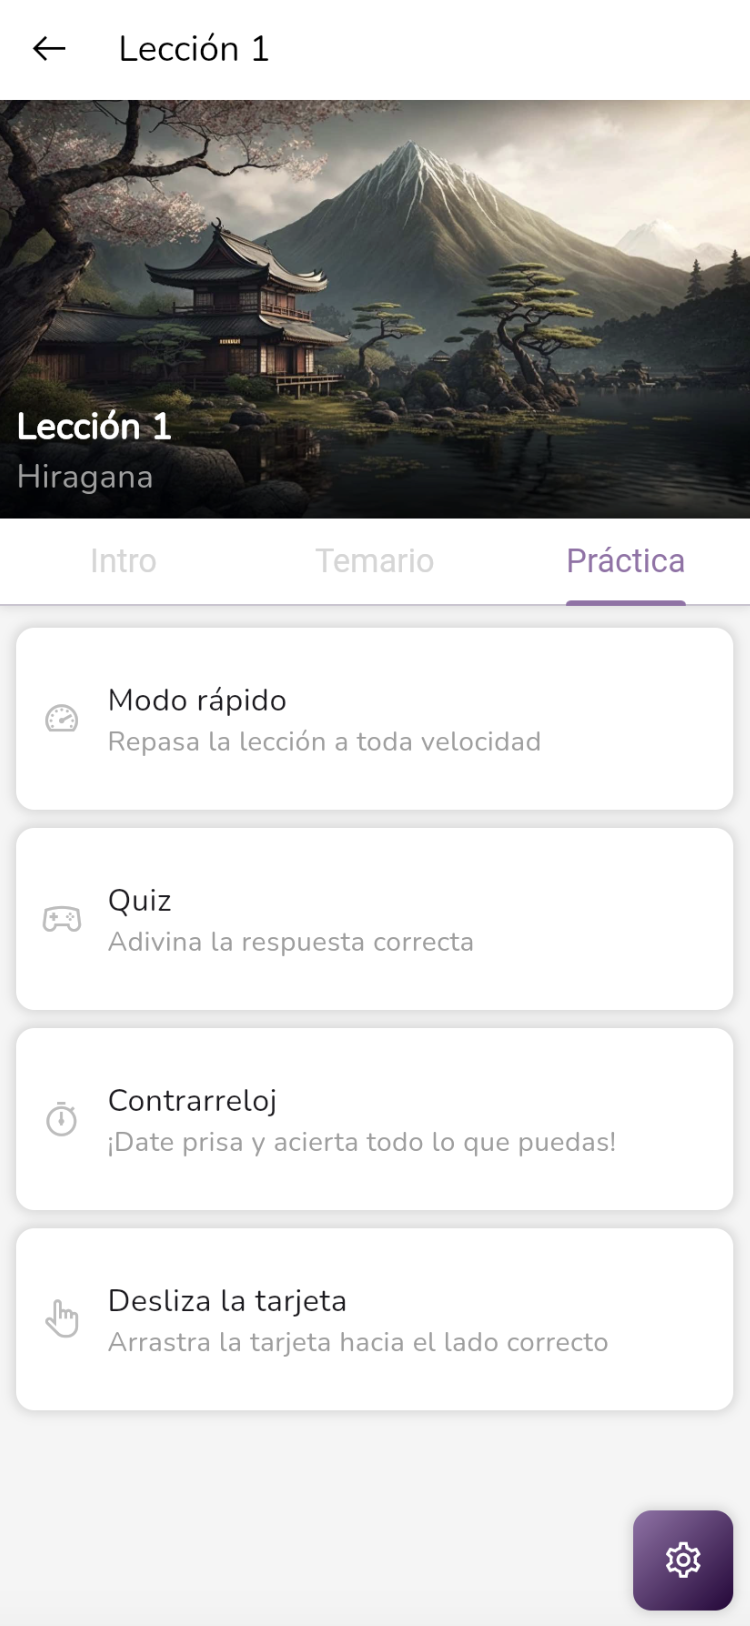 Lección 1
Lección 1
Hiragana
Intro Temario Práctica
Modo rápido
Repasa la lección a toda velocidad
Quiz
Adivina la respuesta correcta
Contrarreloj
¡Date prisa y acierta todo lo que puedas!
Desliza la tarjeta
Arrastra la tarjeta hacia el lado correcto